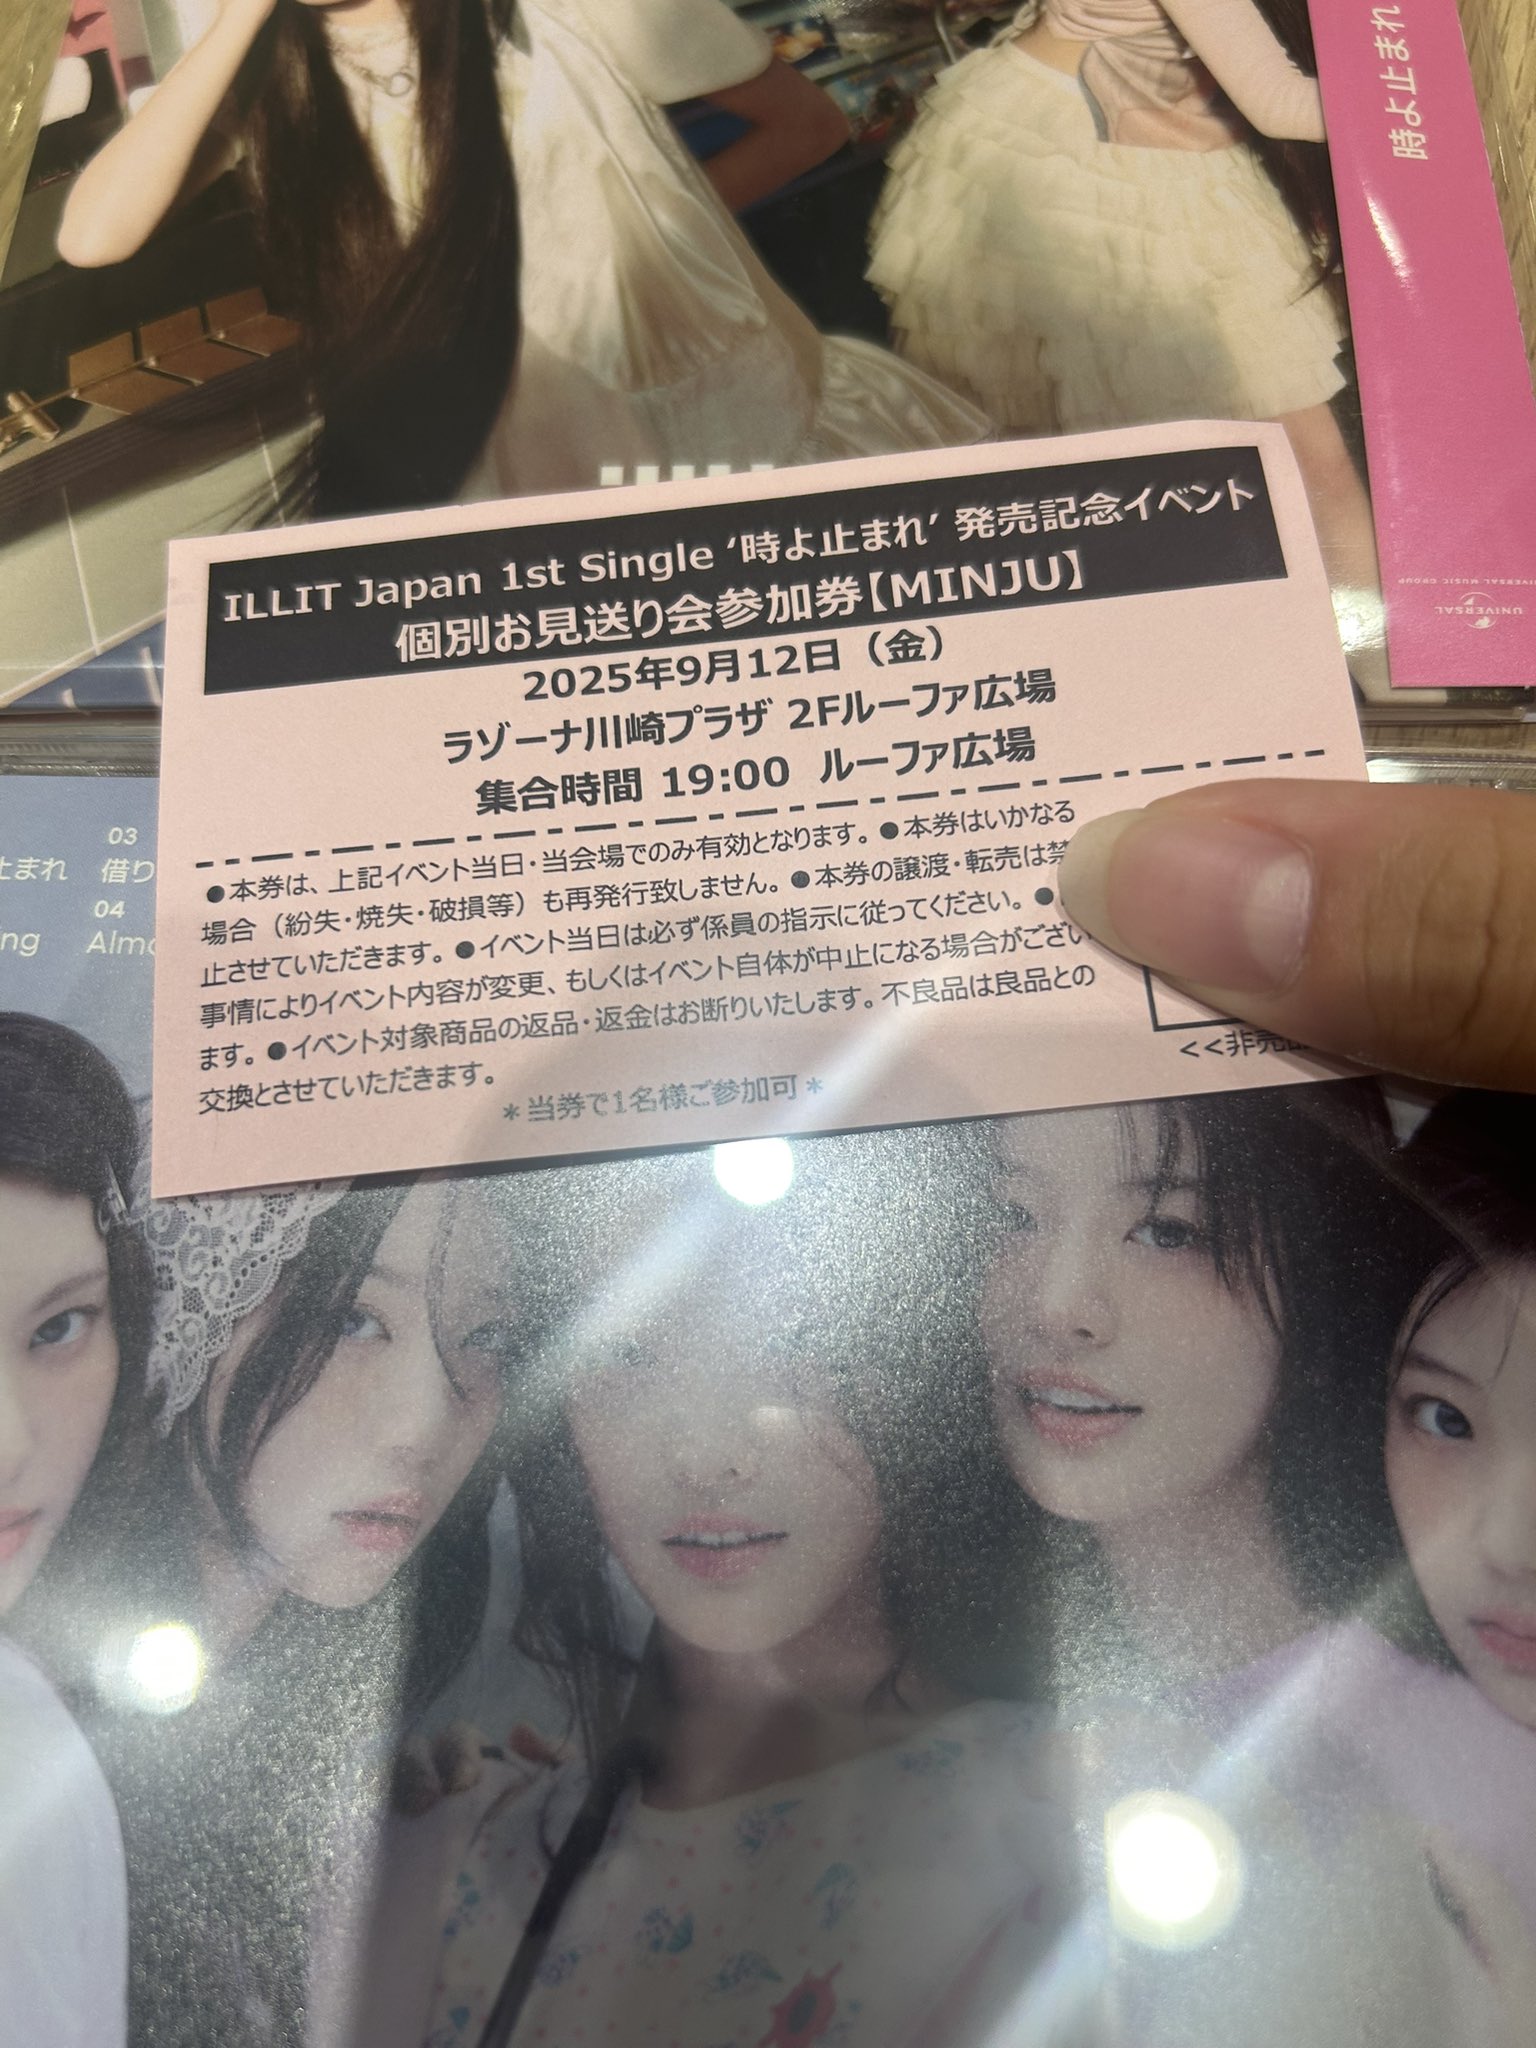 時よ止まれ
UNIVERSAL
UNIVERSAL MUSIC GROUP
ILLIT Japan 1st Single ‘時よ止まれ’ 発売記念イベント
個別お見送り会参加券【MINJU】
2025年9月12日（金）
ラゾーナ川崎プラザ 2Fルーファ広場
集合時間 19:00 ルーファ広場
●本券は、上記イベント当日・当会場でのみ有効となります。●本券はいかなる
場合（紛失・焼失・破損等）も再発行致しません。●本券の譲渡・転売は禁
止させていただきます。●イベント当日は必ず係員の指示に従ってください。●
事情によりイベント内容が変更、もしくはイベント自体が中止になる場合がござい
ます。●イベント対象商品の返品・返金はお断りいたします。不良品は良品との
交換とさせていただきます。
＊当券で1名様ご参加可＊
<<非売品
03
止まれ 借り
04
ng Almo